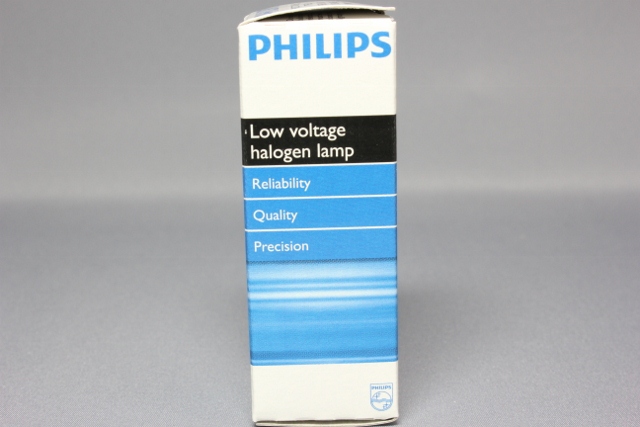 PHILIPS
Low voltage
halogen lamp
Reliability
Quality
Precision
PHILIPS